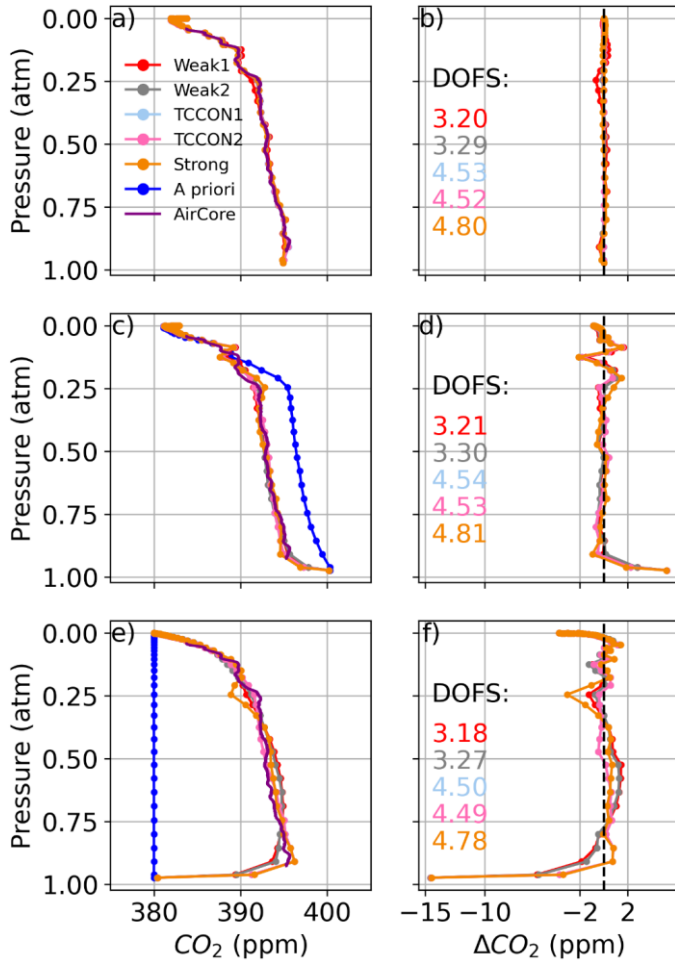 a)
0.00
0.25
0.50
0.75
1.00
Pressure (atm)
Weak1
Weak2
TCCON1
TCCON2
Strong
A priori
AirCore
b)
DOFS:
3.20
3.29
4.53
4.52
4.80
c)
0.00
0.25
0.50
0.75
1.00
Pressure (atm)
d)
DOFS:
3.21
3.30
4.54
4.53
4.81
e)
0.00
0.25
0.50
0.75
1.00
Pressure (atm)
380 390 400
CO₂ (ppm)
f)
DOFS:
3.18
3.27
4.50
4.49
4.78
−15 −10 −2 2
ΔCO₂ (ppm)